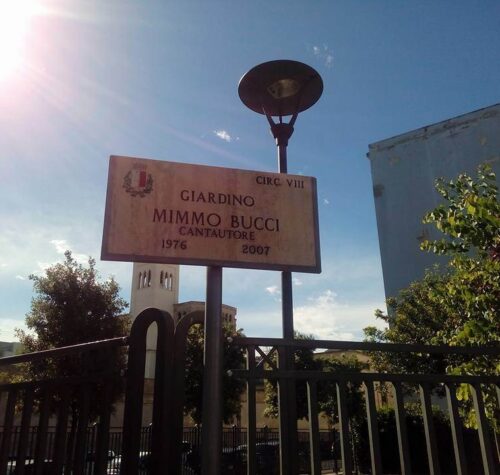 CIRC. VIII
GIARDINO
MIMMO BUCCI
CANTAUTORE
1976 2007